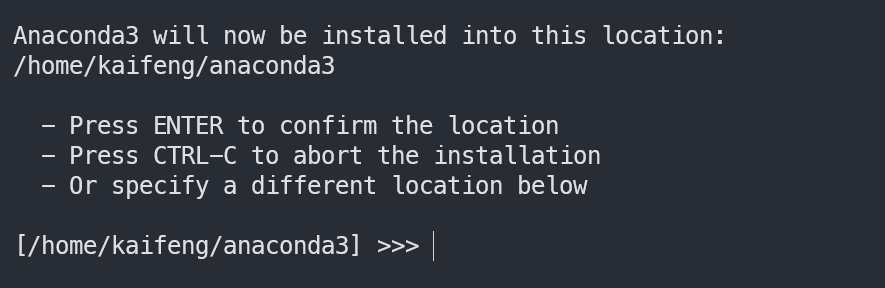 Anaconda3 will now be installed into this location:
/home/kaifeng/anaconda3
  - Press ENTER to confirm the location
  - Press CTRL-C to abort the installation
  - Or specify a different location below
[/home/kaifeng/anaconda3] >>>